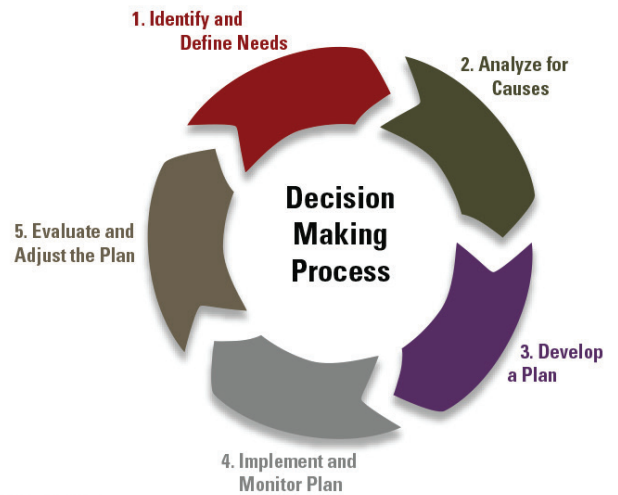 1. Identify and
Define Needs
2. Analyze for
Causes
Decision
Making
Process
3. Develop
a Plan
4. Implement and
Monitor Plan
5. Evaluate and
Adjust the Plan